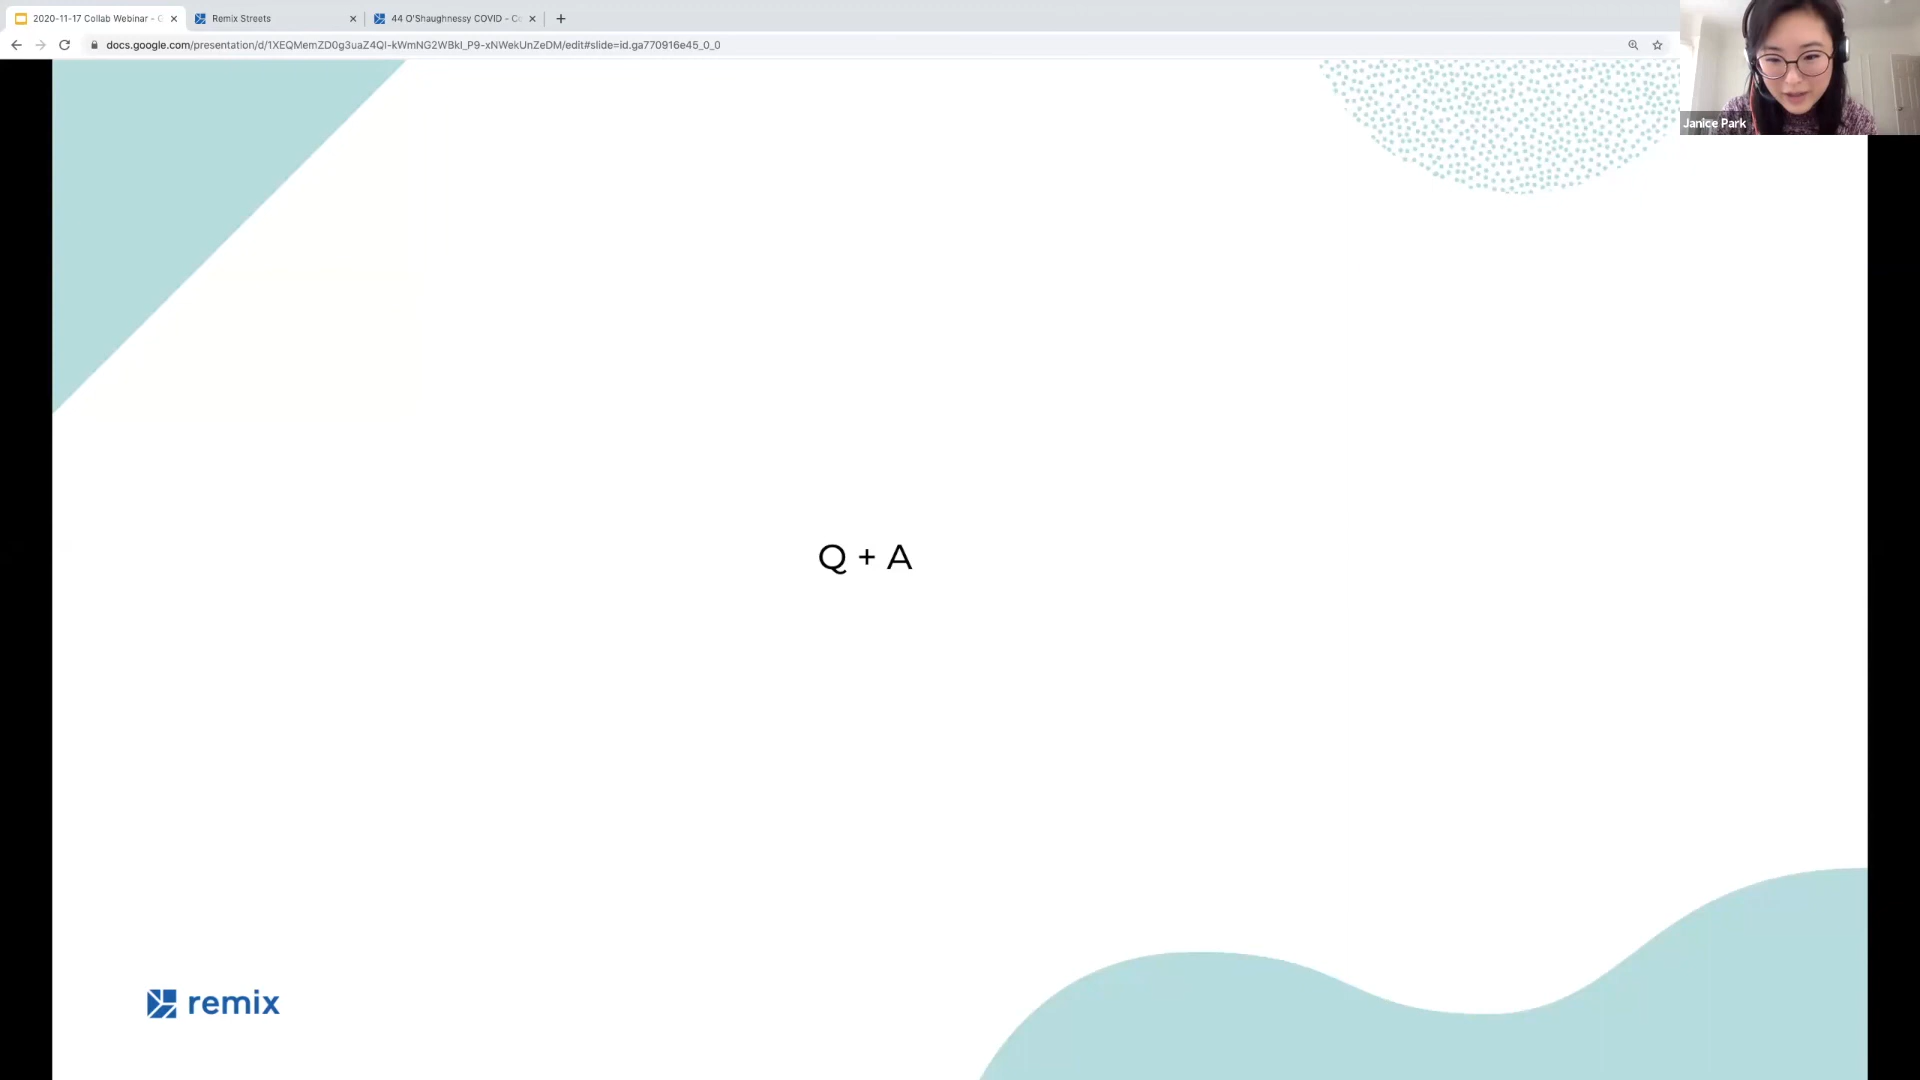 2020-11-17 Collab Webinar - G
Remix Streets
44 O'Shaughnessy COVID - Co
docs.google.com/presentation/d/1XEQMemZD0g3uaZ4QI-kWmNG2WBkI_P9-xNWekUnZeDM/edit#slide=id.ga770916e45_0_0
Janice Park
Q + A
remix